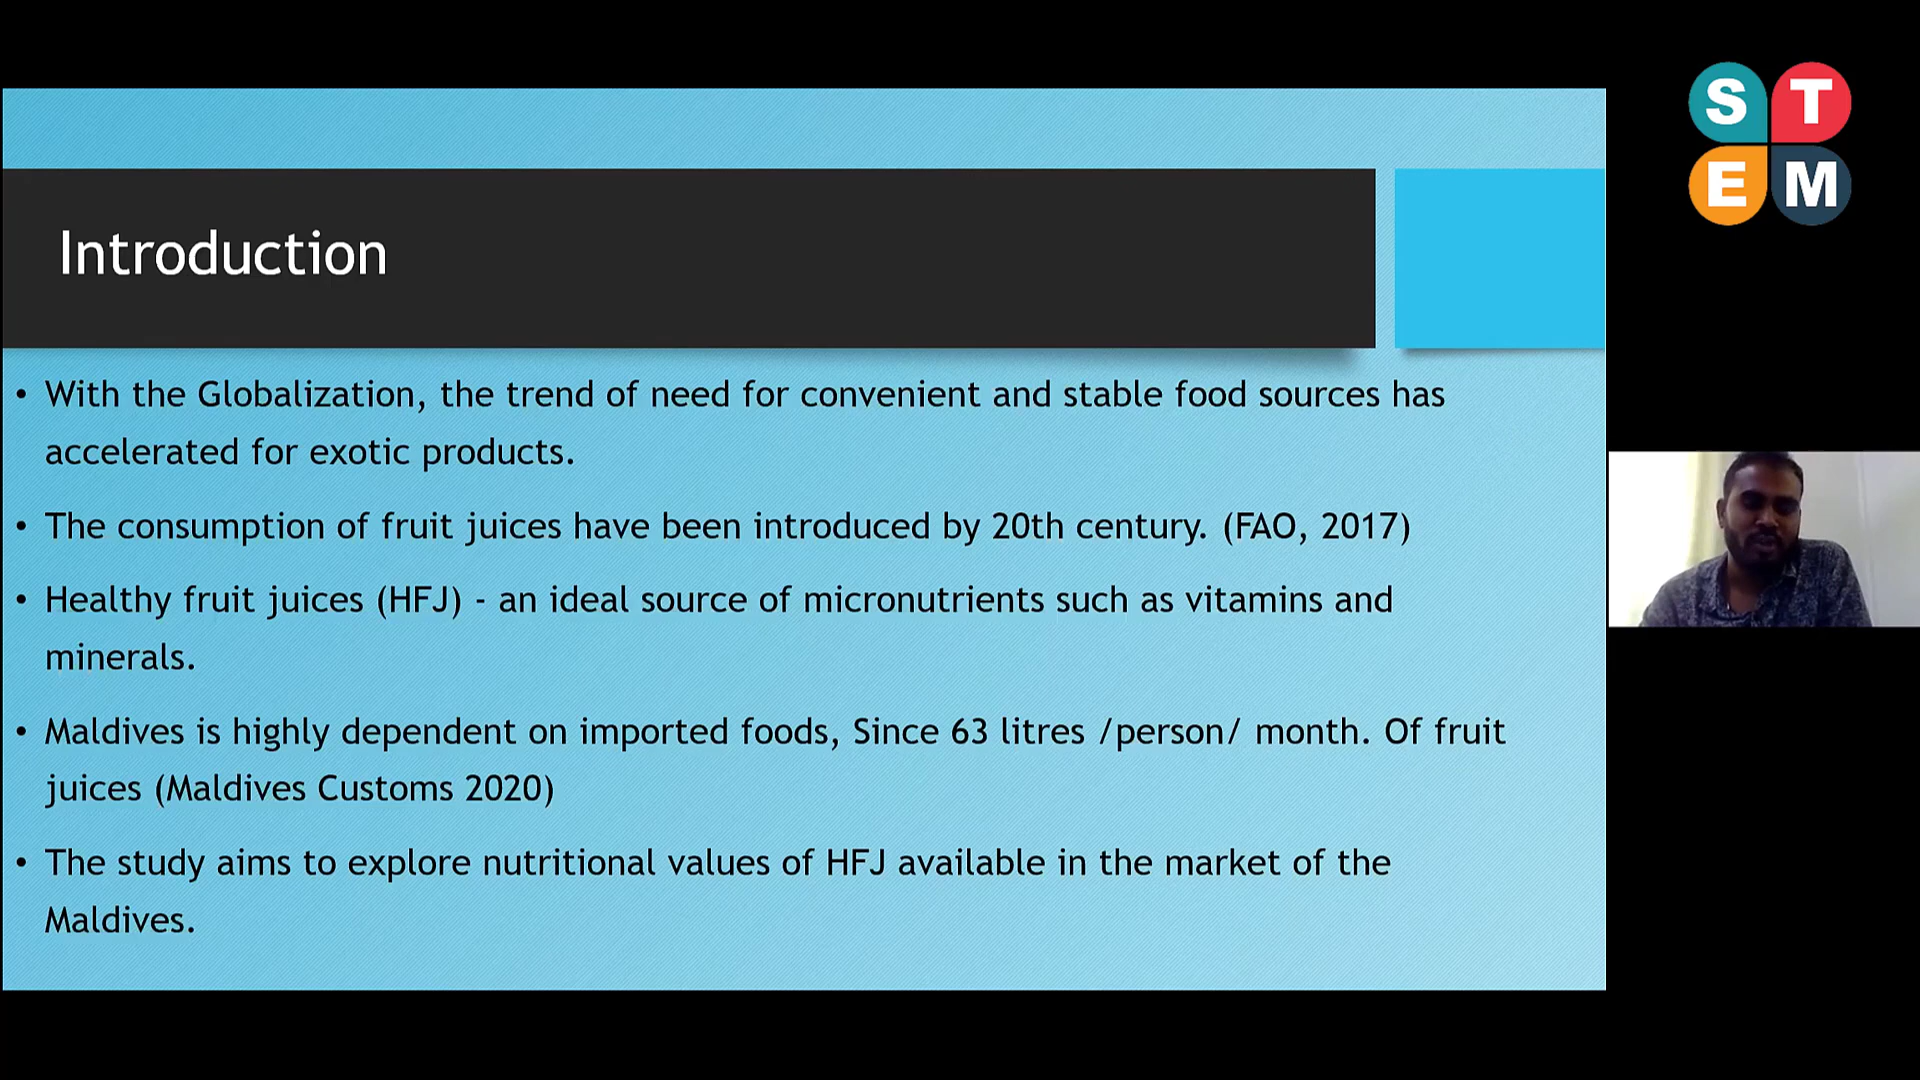 S T
E M
Introduction
• With the Globalization, the trend of need for convenient and stable food sources has
accelerated for exotic products.
• The consumption of fruit juices have been introduced by 20th century. (FAO, 2017)
• Healthy fruit juices (HFJ) - an ideal source of micronutrients such as vitamins and
minerals.
• Maldives is highly dependent on imported foods, Since 63 litres /person/ month. Of fruit
juices (Maldives Customs 2020)
• The study aims to explore nutritional values of HFJ available in the market of the
Maldives.